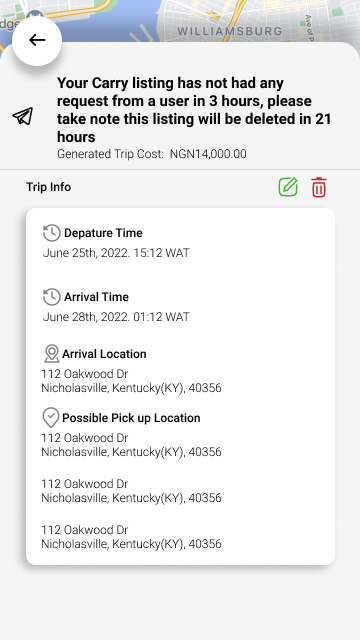 WILLIAMSBURG
Your Carry listing has not had any
request from a user in 3 hours, please
take note this listing will be deleted in 21
hours
Generated Trip Cost: NGN14,000.00
Trip Info
Depature Time
June 25th, 2022. 15:12 WAT
Arrival Time
June 28th, 2022. 01:12 WAT
Arrival Location
112 Oakwood Dr
Nicholasville, Kentucky(KY), 40356
Possible Pick up Location
112 Oakwood Dr
Nicholasville, Kentucky(KY), 40356
112 Oakwood Dr
Nicholasville, Kentucky(KY), 40356
112 Oakwood Dr
Nicholasville, Kentucky(KY), 40356